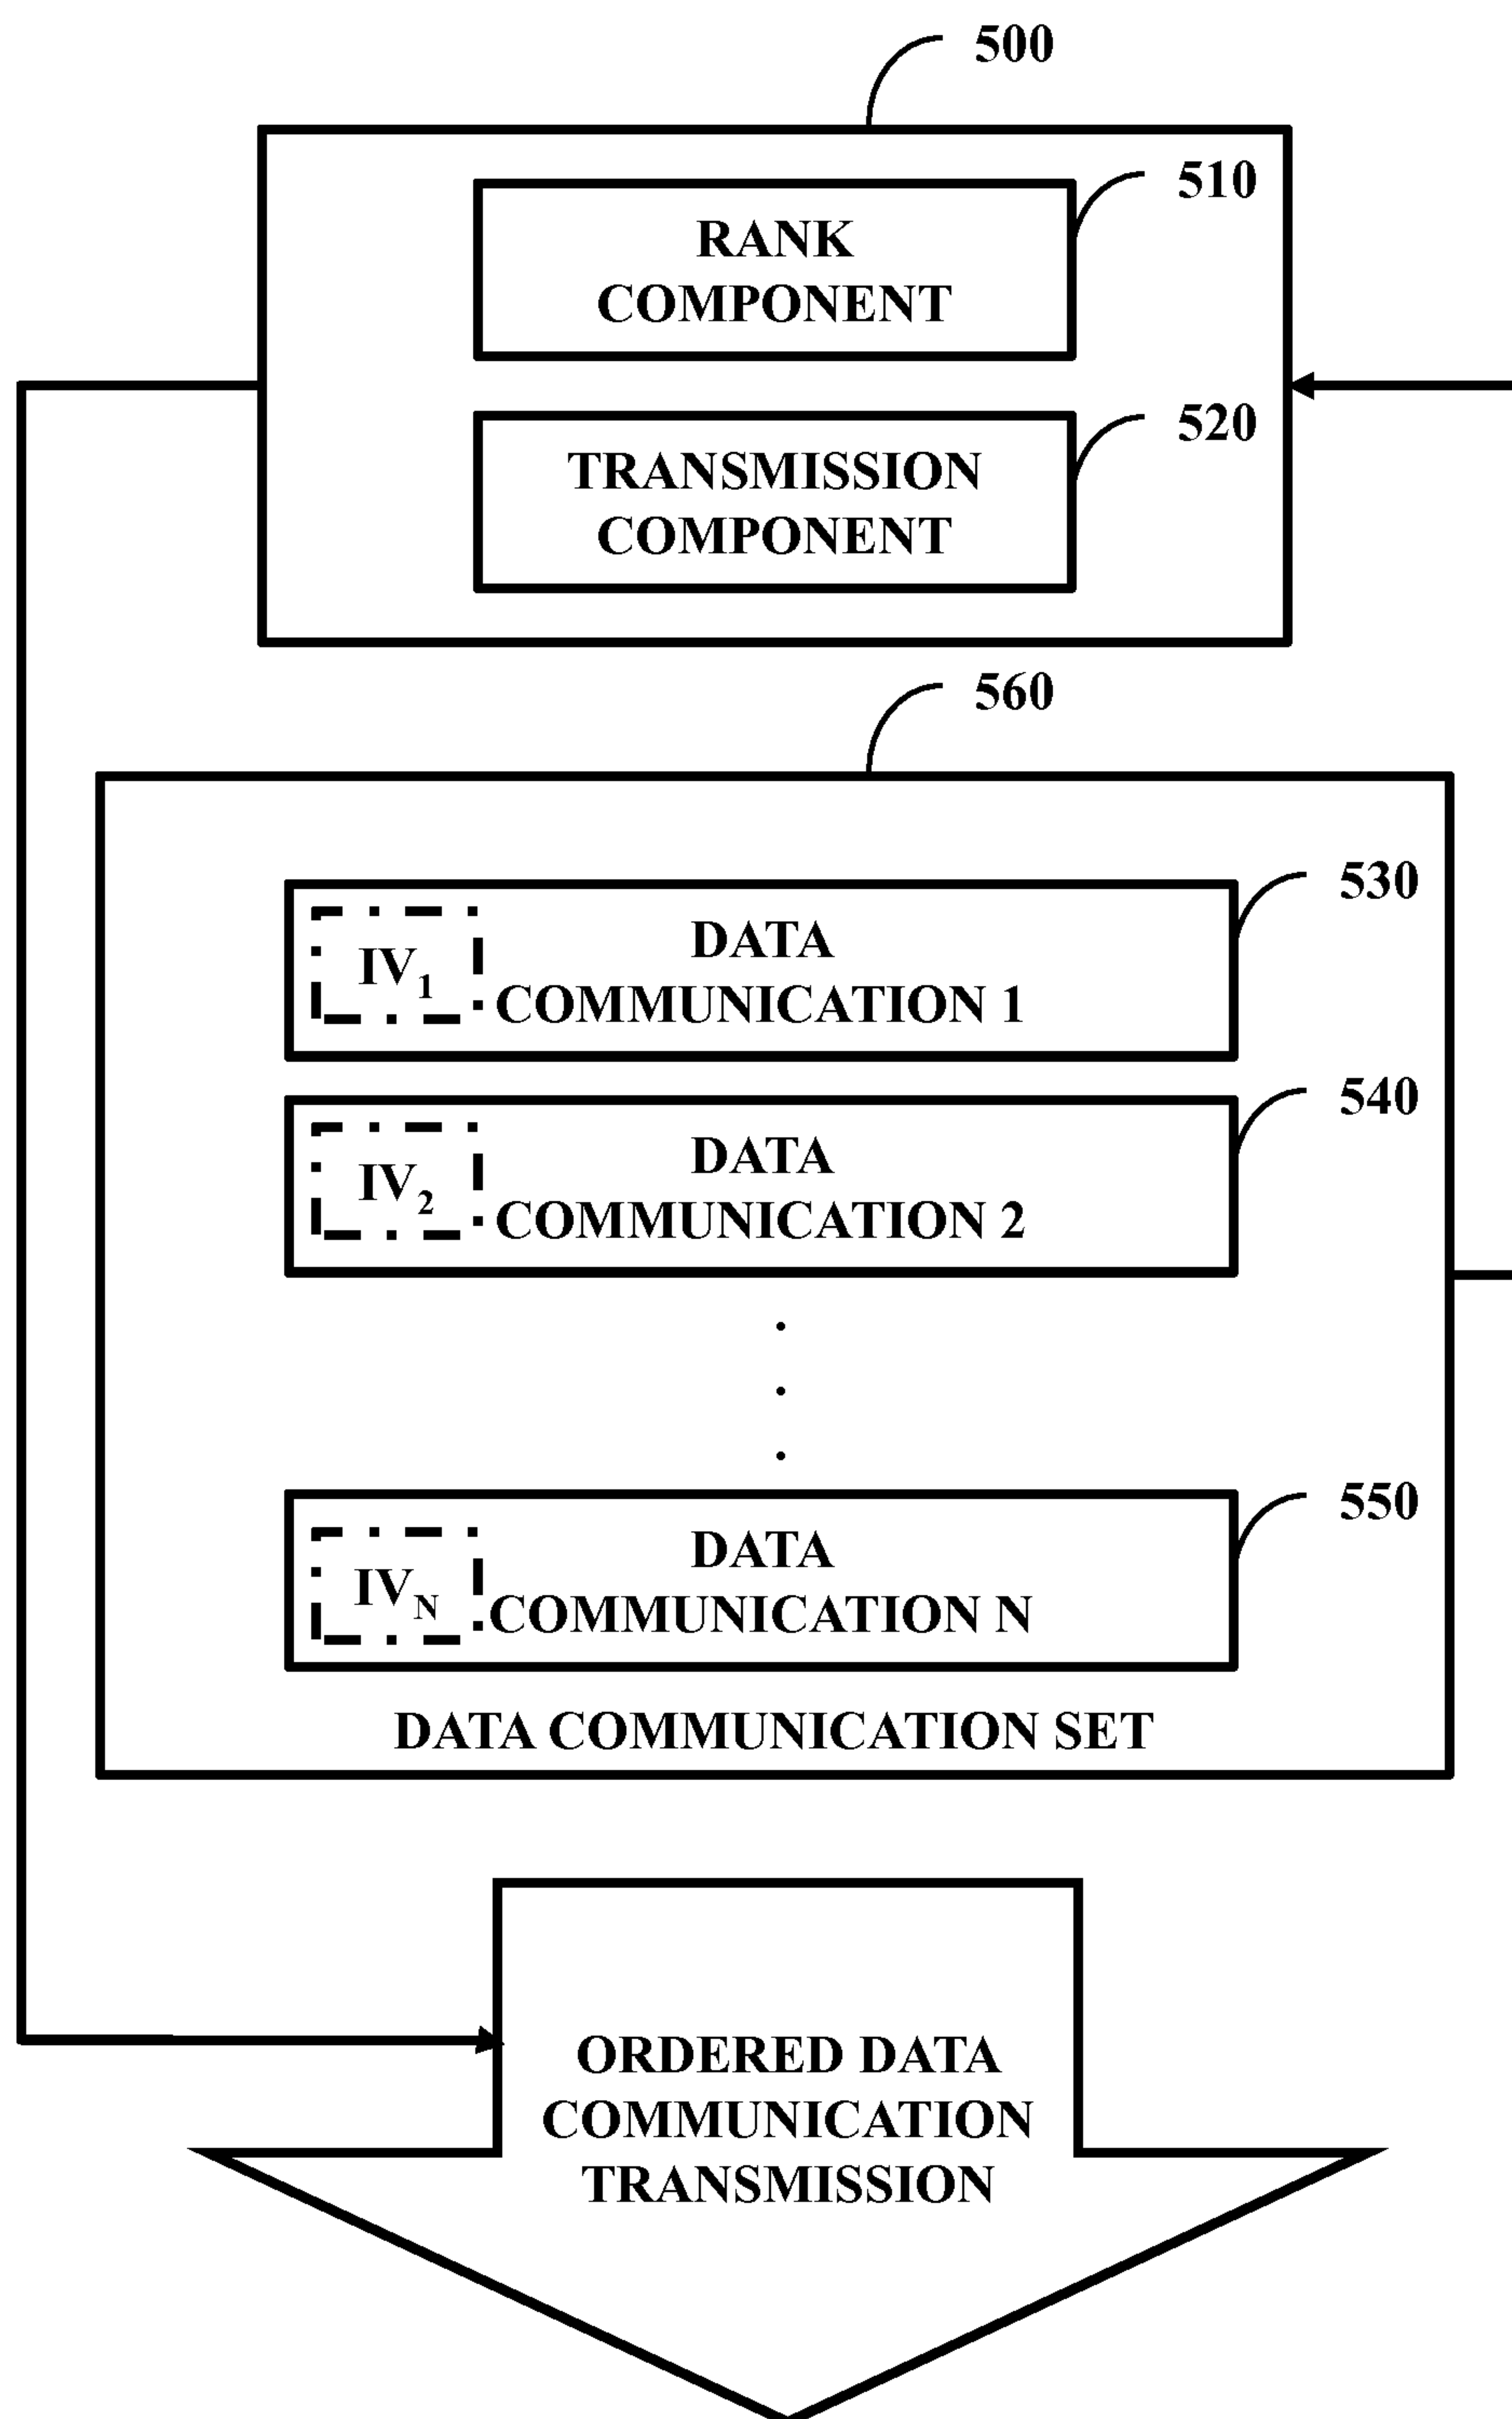 500
510
RANK
COMPONENT
520
TRANSMISSION
COMPONENT
560
530
IV1
DATA
COMMUNICATION 1
540
IV2
DATA
COMMUNICATION 2
.
.
.
550
IVN
DATA
COMMUNICATION N
DATA COMMUNICATION SET
ORDERED DATA
COMMUNICATION
TRANSMISSION